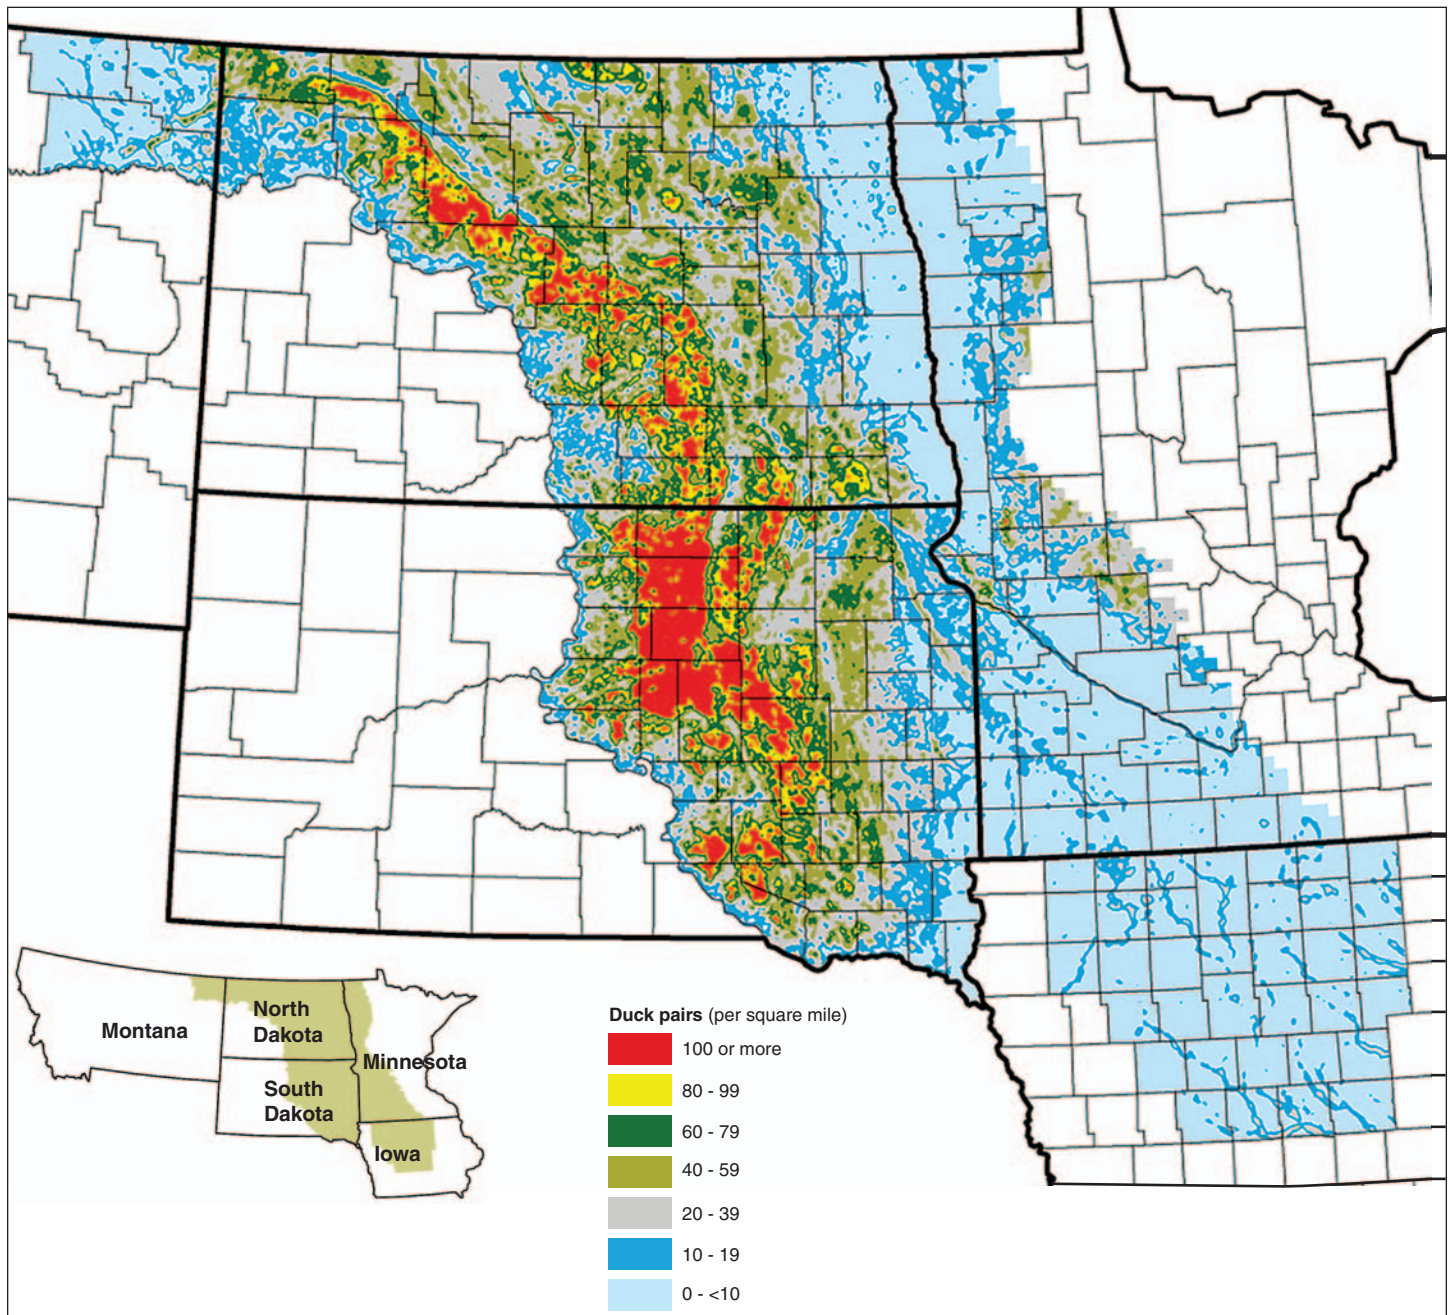 Montana
North
Dakota
Minnesota
South
Dakota
Iowa
Duck pairs (per square mile)
100 or more
80 - 99
60 - 79
40 - 59
20 - 39
10 - 19
0 - <10